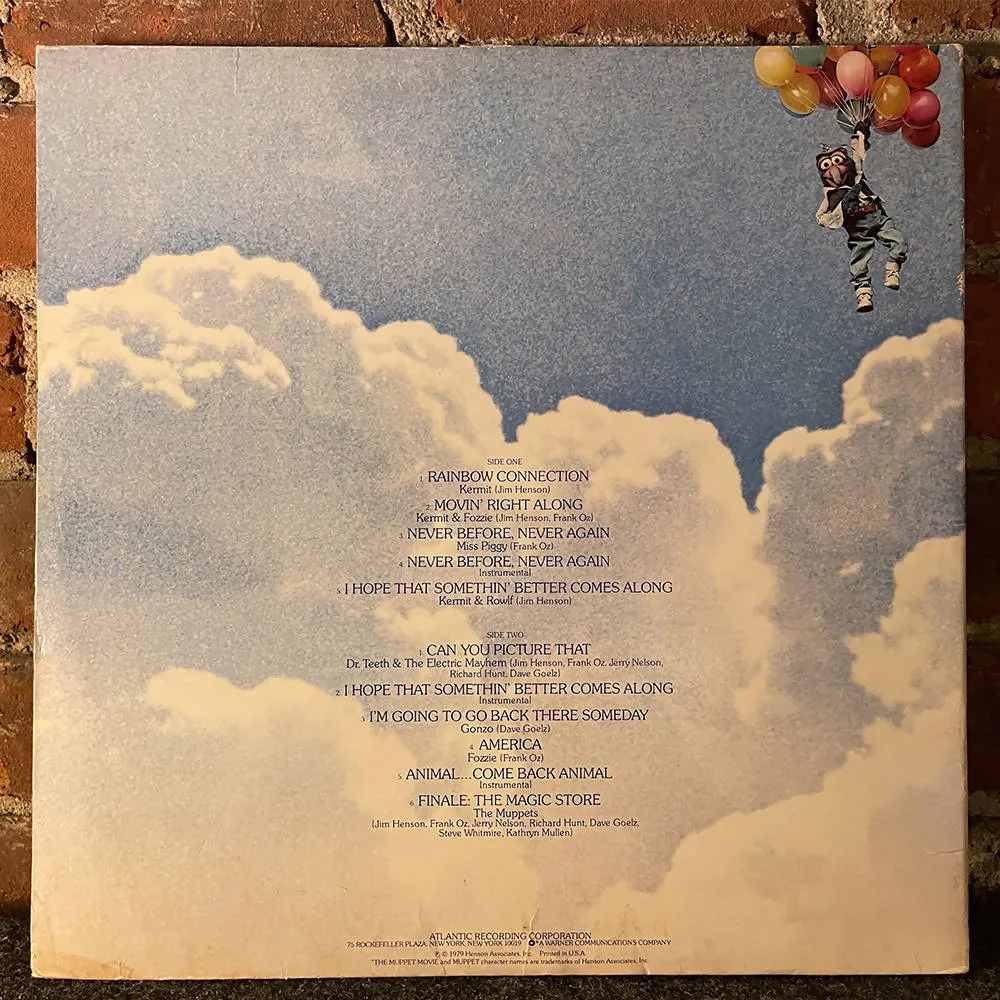 SIDE ONE
1. RAINBOW CONNECTION
Kermit (Jim Henson)
2. MOVIN' RIGHT ALONG
Kermit & Fozzie (Jim Henson, Frank Oz)
3. NEVER BEFORE, NEVER AGAIN
Miss Piggy (Frank Oz)
4. NEVER BEFORE, NEVER AGAIN
Instrumental
5. I HOPE THAT SOMETHIN' BETTER COMES ALONG
Kermit & Rowlf (Jim Henson)
SIDE TWO
1. CAN YOU PICTURE THAT
Dr. Teeth & The Electric Mayhem (Jim Henson, Frank Oz, Jerry Nelson,
Richard Hunt, Dave Goelz)
2. I HOPE THAT SOMETHIN' BETTER COMES ALONG
Instrumental
3. I'M GOING TO GO BACK THERE SOMEDAY
Gonzo (Dave Goelz)
4. AMERICA
Fozzie (Frank Oz)
5. ANIMAL...COME BACK ANIMAL
Instrumental
6. FINALE: THE MAGIC STORE
The Muppets
(Jim Henson, Frank Oz, Jerry Nelson, Richard Hunt, Dave Goelz,
Steve Whitmire, Kathryn Mullen)
ATLANTIC RECORDING CORPORATION
75 ROCKEFELLER PLAZA, NEW YORK, NEW YORK 10019 A WARNER COMMUNICATIONS COMPANY
℗ © 1979 Henson Associates, Inc. Printed in U.S.A.
"THE MUPPET MOVIE and MUPPET character names are trademarks of Henson Associates, Inc.